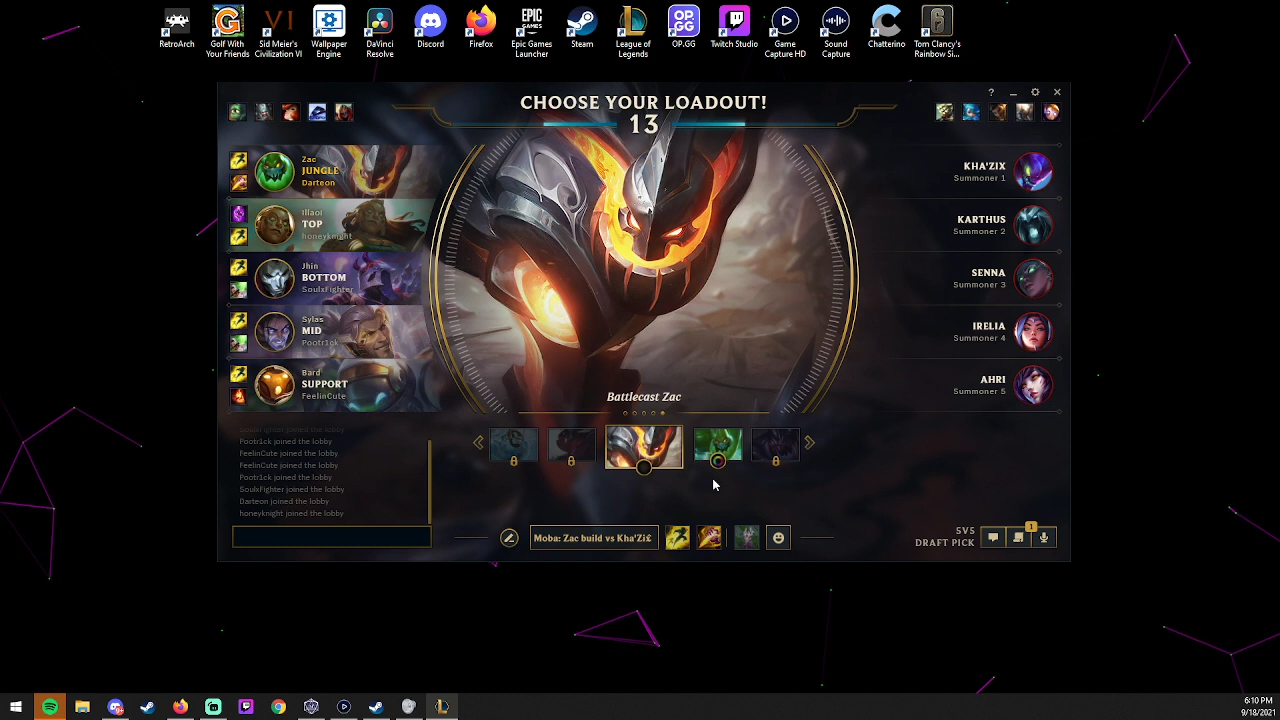 RetroArch
Golf With
Your Friends
Sid Meier's
Civilization VI
Wallpaper
Engine
DaVinci
Resolve
Discord
Firefox
Epic Games
Launcher
Steam
League of
Legends
OP.GG
Twitch Studio
Game
Capture HD
Sound
Capture
Chatterino
Tom Clancy's
Rainbow Si...
CHOOSE YOUR LOADOUT!
13
Zac
JUNGLE
Darteon
Illaoi
TOP
honeyknight
Jhin
BOTTOM
SoulxFighter
Sylas
MID
Pootr1ck
Bard
SUPPORT
FeelinCute
KHA'ZIX
Summoner 1
KARTHUS
Summoner 2
SENNA
Summoner 3
IRELIA
Summoner 4
AHRI
Summoner 5
Battlecast Zac
SoulxFighter joined the lobby
Pootr1ck joined the lobby
FeelinCute joined the lobby
FeelinCute joined the lobby
Pootr1ck joined the lobby
SoulxFighter joined the lobby
Darteon joined the lobby
honeyknight joined the lobby
Moba: Zac build vs Kha'Zi
1
5V5
DRAFT PICK
6:10 PM
9/18/2021